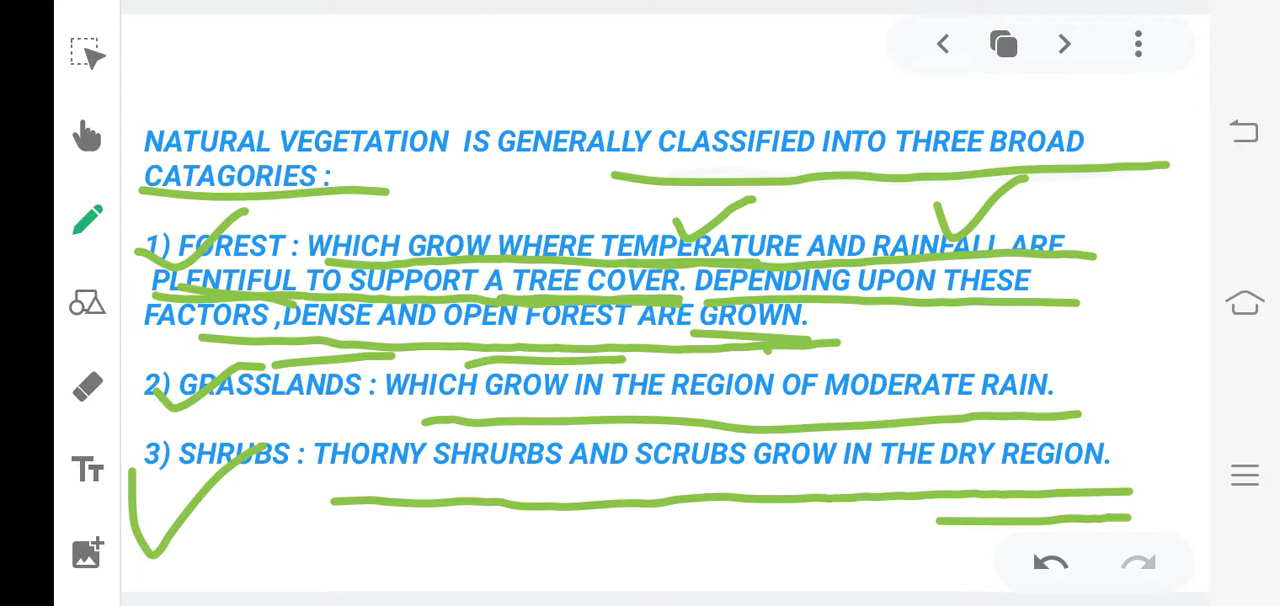 NATURAL VEGETATION IS GENERALLY CLASSIFIED INTO THREE BROAD
CATAGORIES :
1) FOREST : WHICH GROW WHERE TEMPERATURE AND RAINFALL ARE
PLENTIFUL TO SUPPORT A TREE COVER. DEPENDING UPON THESE
FACTORS ,DENSE AND OPEN FOREST ARE GROWN.
2) GRASSLANDS : WHICH GROW IN THE REGION OF MODERATE RAIN.
3) SHRUBS : THORNY SHRURBS AND SCRUBS GROW IN THE DRY REGION.
Tт